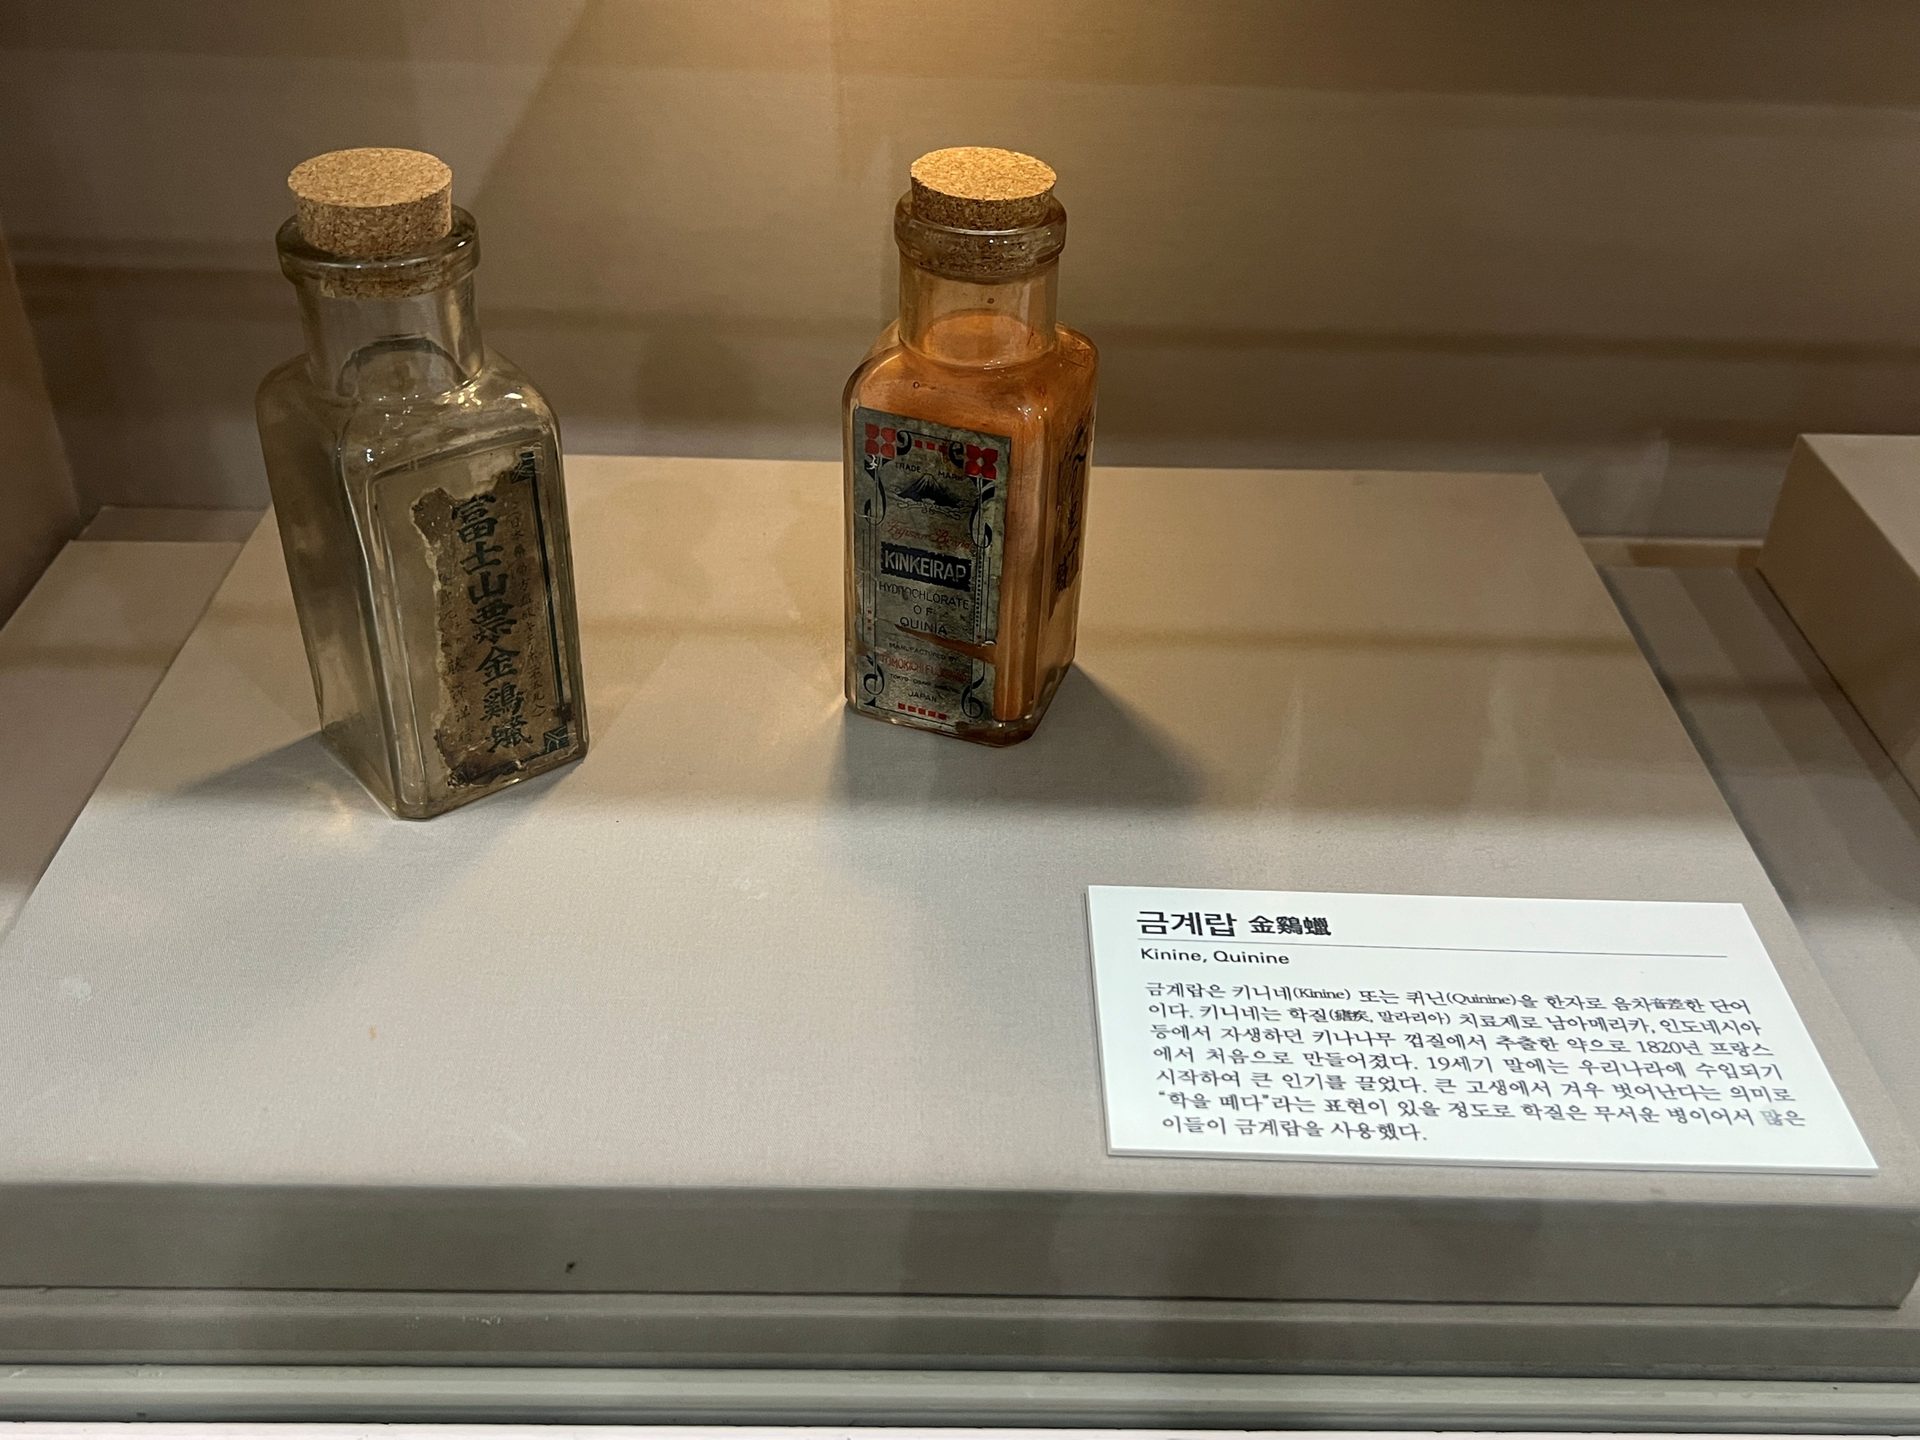 富士山票金鷄蠟
TRADE MARK
KINKEIRAP
HYDROCHLORATE
OF
QUINIA
MANUFACTURED BY
JAPAN
금계랍 金鷄蠟
Kinine, Quinine
금계랍은 키니네(Kinine) 또는 퀴닌(Quinine)을 한자로 음차音差한 단어
이다. 키니네는 학질(瘧疾, 말라리아) 치료제로 남아메리카, 인도네시아
등에서 자생하던 키나나무 껍질에서 추출한 약으로 1820년 프랑스
에서 처음으로 만들어졌다. 19세기 말에는 우리나라에 수입되기
시작하여 큰 인기를 끌었다. 큰 고생에서 겨우 벗어난다는 의미로
“학을 떼다”라는 표현이 있을 정도로 학질은 무서운 병이어서 많은
이들이 금계랍을 사용했다.